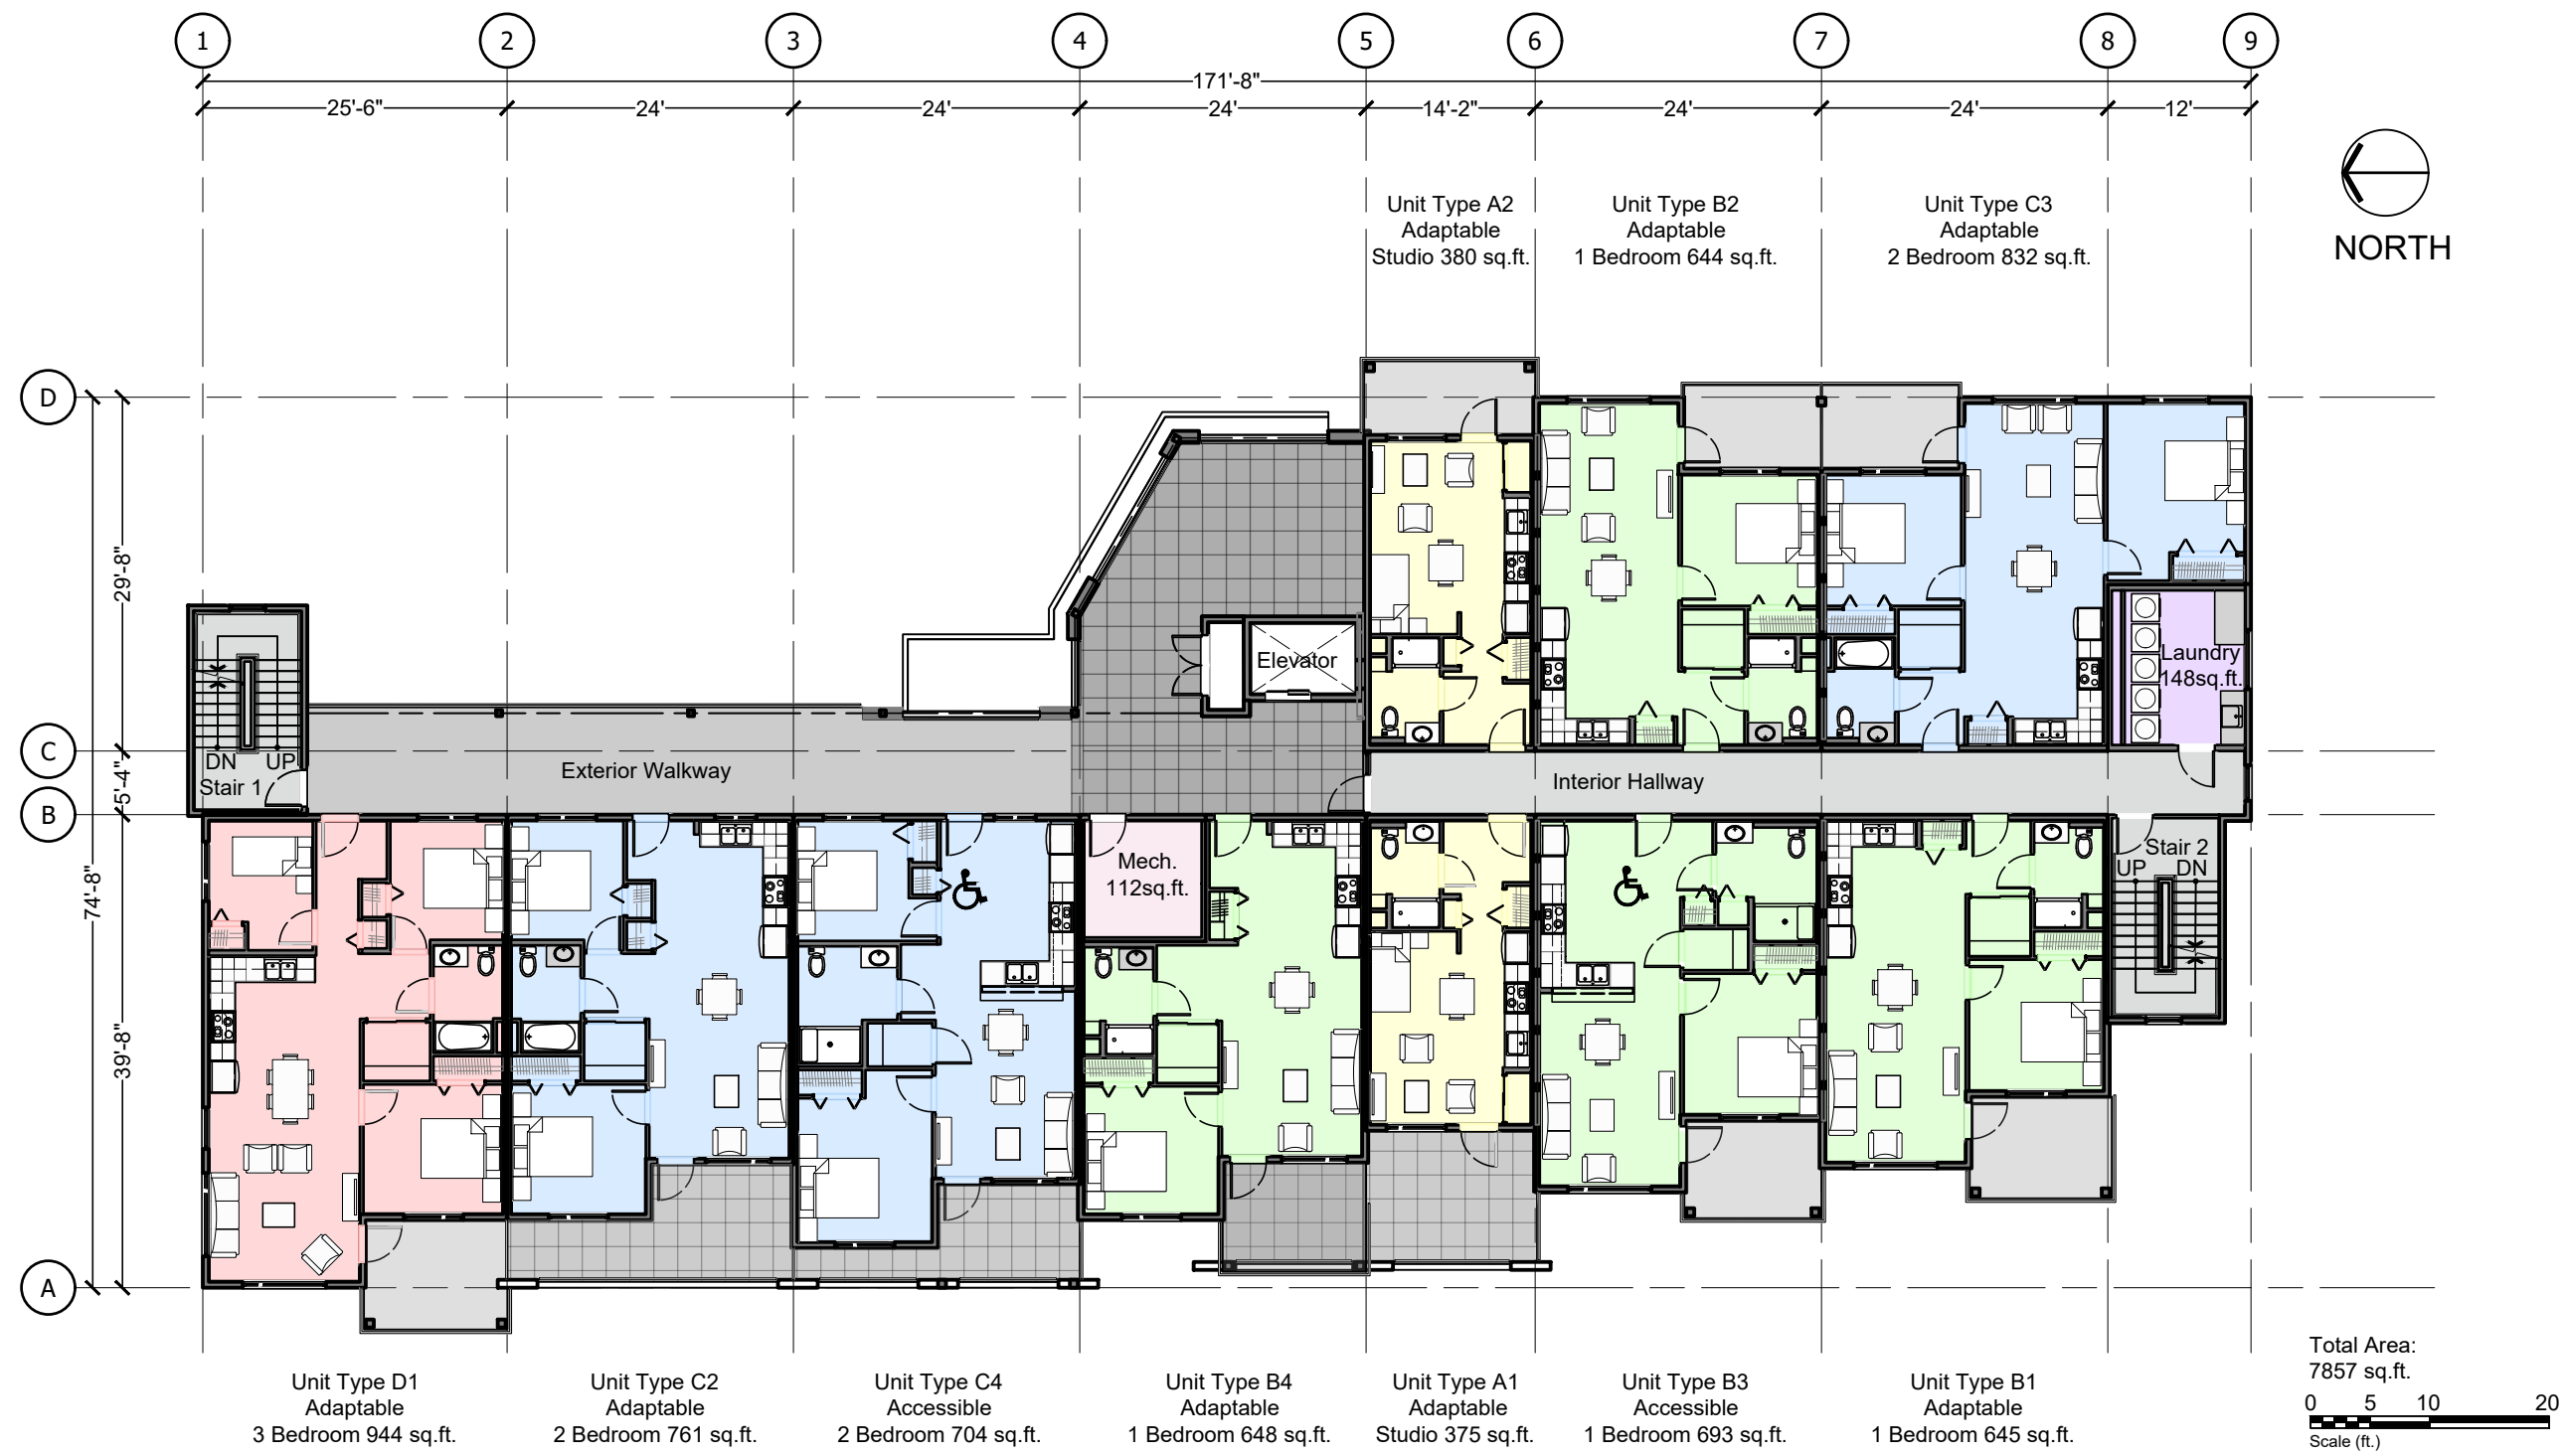 1 2 3 4 5 6 7 8 9
171'-8"
25'-6" 24' 24' 24' 14'-2" 24' 24' 12'
NORTH
Unit Type A2
Adaptable
Studio 380 sq.ft.
Unit Type B2
Adaptable
1 Bedroom 644 sq.ft.
Unit Type C3
Adaptable
2 Bedroom 832 sq.ft.
D
C
B
A
29'-8"
5'-4"
74'-8"
39'-8"
Elevator
Laundry
148sq.ft.
DN UP
Stair 1
Exterior Walkway
Interior Hallway
Mech.
112sq.ft.
Stair 2
UP DN
Unit Type D1
Adaptable
3 Bedroom 944 sq.ft.
Unit Type C2
Adaptable
2 Bedroom 761 sq.ft.
Unit Type C4
Accessible
2 Bedroom 704 sq.ft.
Unit Type B4
Adaptable
1 Bedroom 648 sq.ft.
Unit Type A1
Adaptable
Studio 375 sq.ft.
Unit Type B3
Accessible
1 Bedroom 693 sq.ft.
Unit Type B1
Adaptable
1 Bedroom 645 sq.ft.
Total Area:
7857 sq.ft.
0 5 10 20
Scale (ft.)